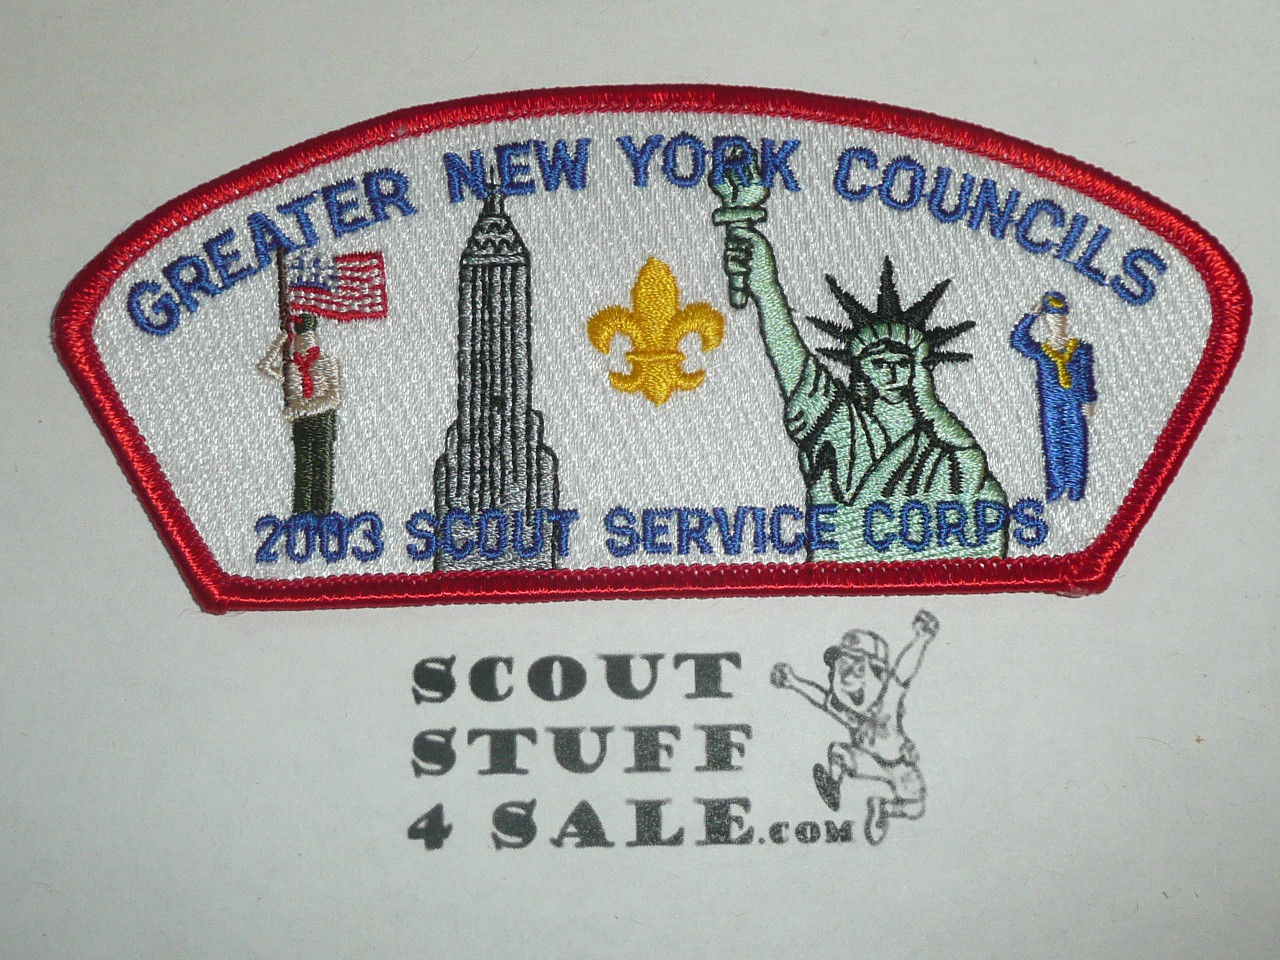 GREATER NEW YORK COUNCILS
2003 SCOUT SERVICE CORPS
SCOUT
STUFF
4 SALE.COM